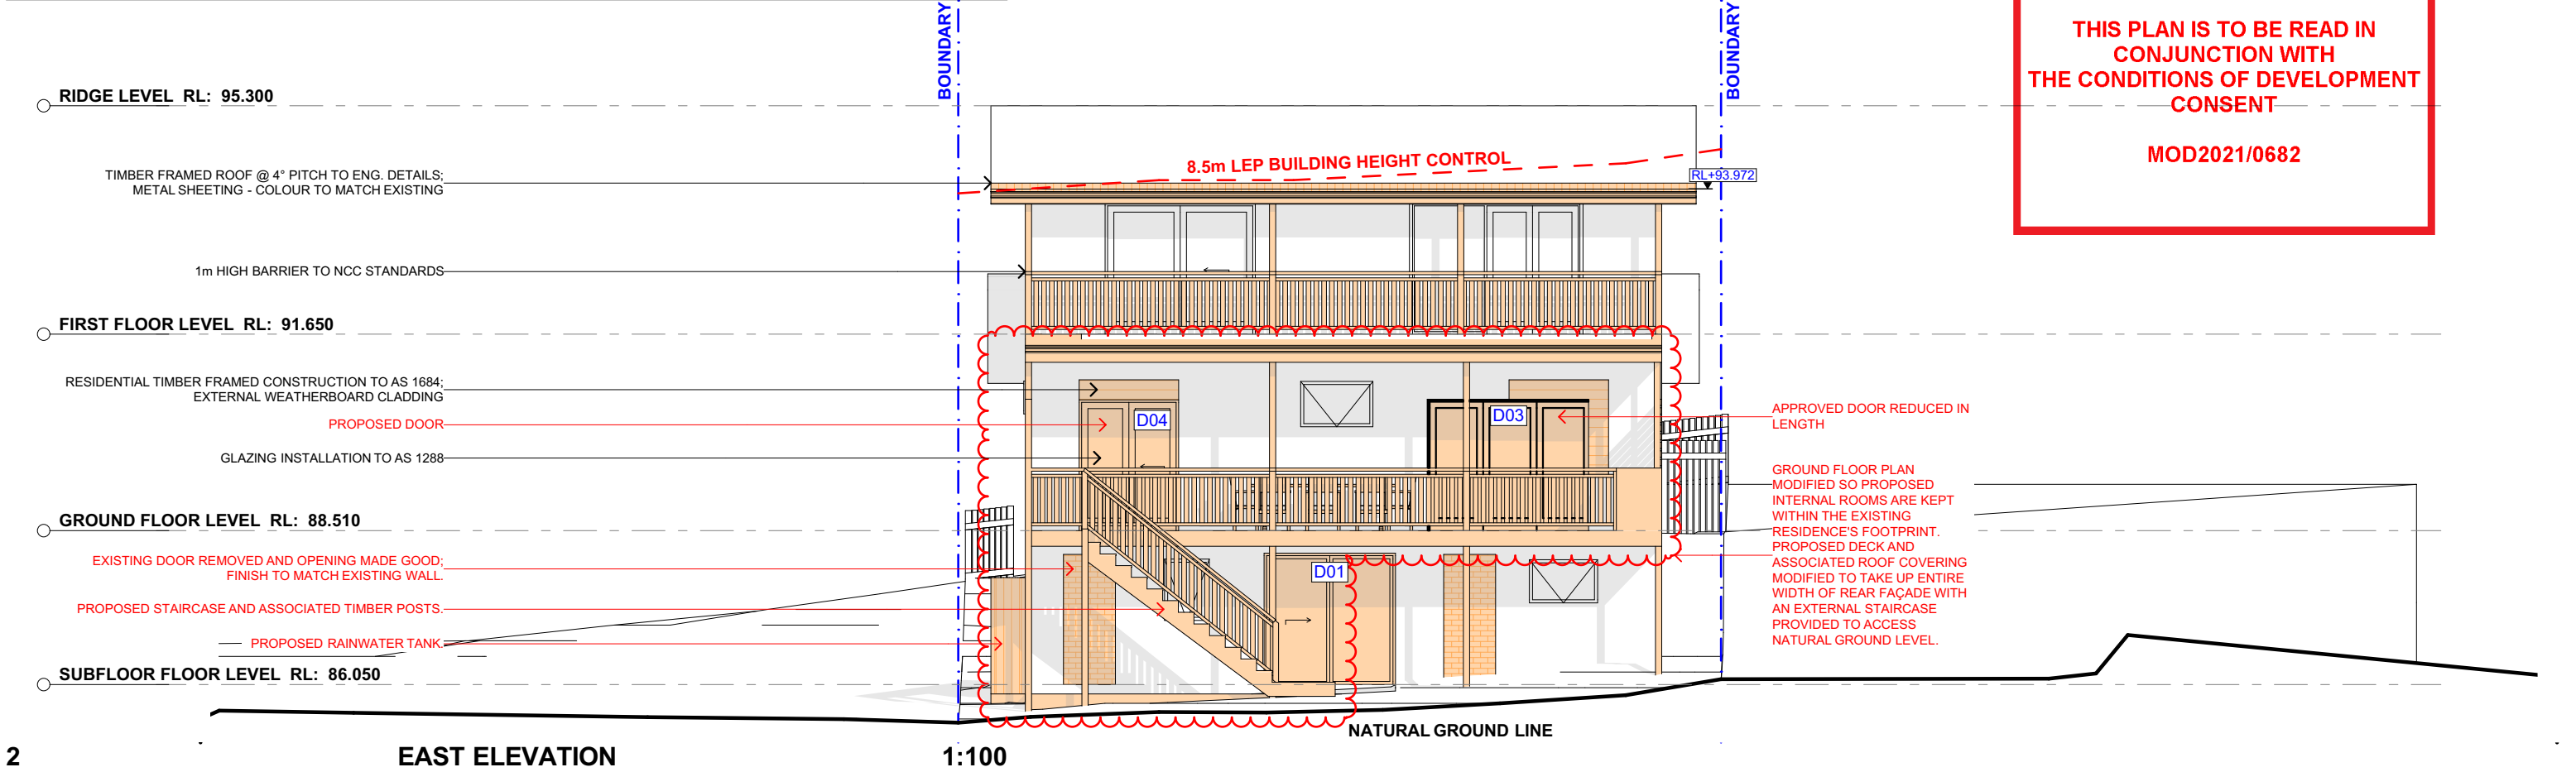 BOUNDARY
BOUNDARY
THIS PLAN IS TO BE READ IN
CONJUNCTION WITH
THE CONDITIONS OF DEVELOPMENT
CONSENT
MOD2021/0682
RIDGE LEVEL RL: 95.300
8.5m LEP BUILDING HEIGHT CONTROL
RL+93.972
TIMBER FRAMED ROOF @ 4° PITCH TO ENG. DETAILS;
METAL SHEETING - COLOUR TO MATCH EXISTING
1m HIGH BARRIER TO NCC STANDARDS
FIRST FLOOR LEVEL RL: 91.650
RESIDENTIAL TIMBER FRAMED CONSTRUCTION TO AS 1684;
EXTERNAL WEATHERBOARD CLADDING
PROPOSED DOOR
GLAZING INSTALLATION TO AS 1288
D04
D03
APPROVED DOOR REDUCED IN
LENGTH
GROUND FLOOR PLAN
MODIFIED SO PROPOSED
INTERNAL ROOMS ARE KEPT
WITHIN THE EXISTING
RESIDENCE'S FOOTPRINT.
PROPOSED DECK AND
ASSOCIATED ROOF COVERING
MODIFIED TO TAKE UP ENTIRE
WIDTH OF REAR FAÇADE WITH
AN EXTERNAL STAIRCASE
PROVIDED TO ACCESS
NATURAL GROUND LEVEL.
GROUND FLOOR LEVEL RL: 88.510
EXISTING DOOR REMOVED AND OPENING MADE GOOD;
FINISH TO MATCH EXISTING WALL.
D01
PROPOSED STAIRCASE AND ASSOCIATED TIMBER POSTS.
PROPOSED RAINWATER TANK.
SUBFLOOR FLOOR LEVEL RL: 86.050
NATURAL GROUND LINE
2
EAST ELEVATION
1:100